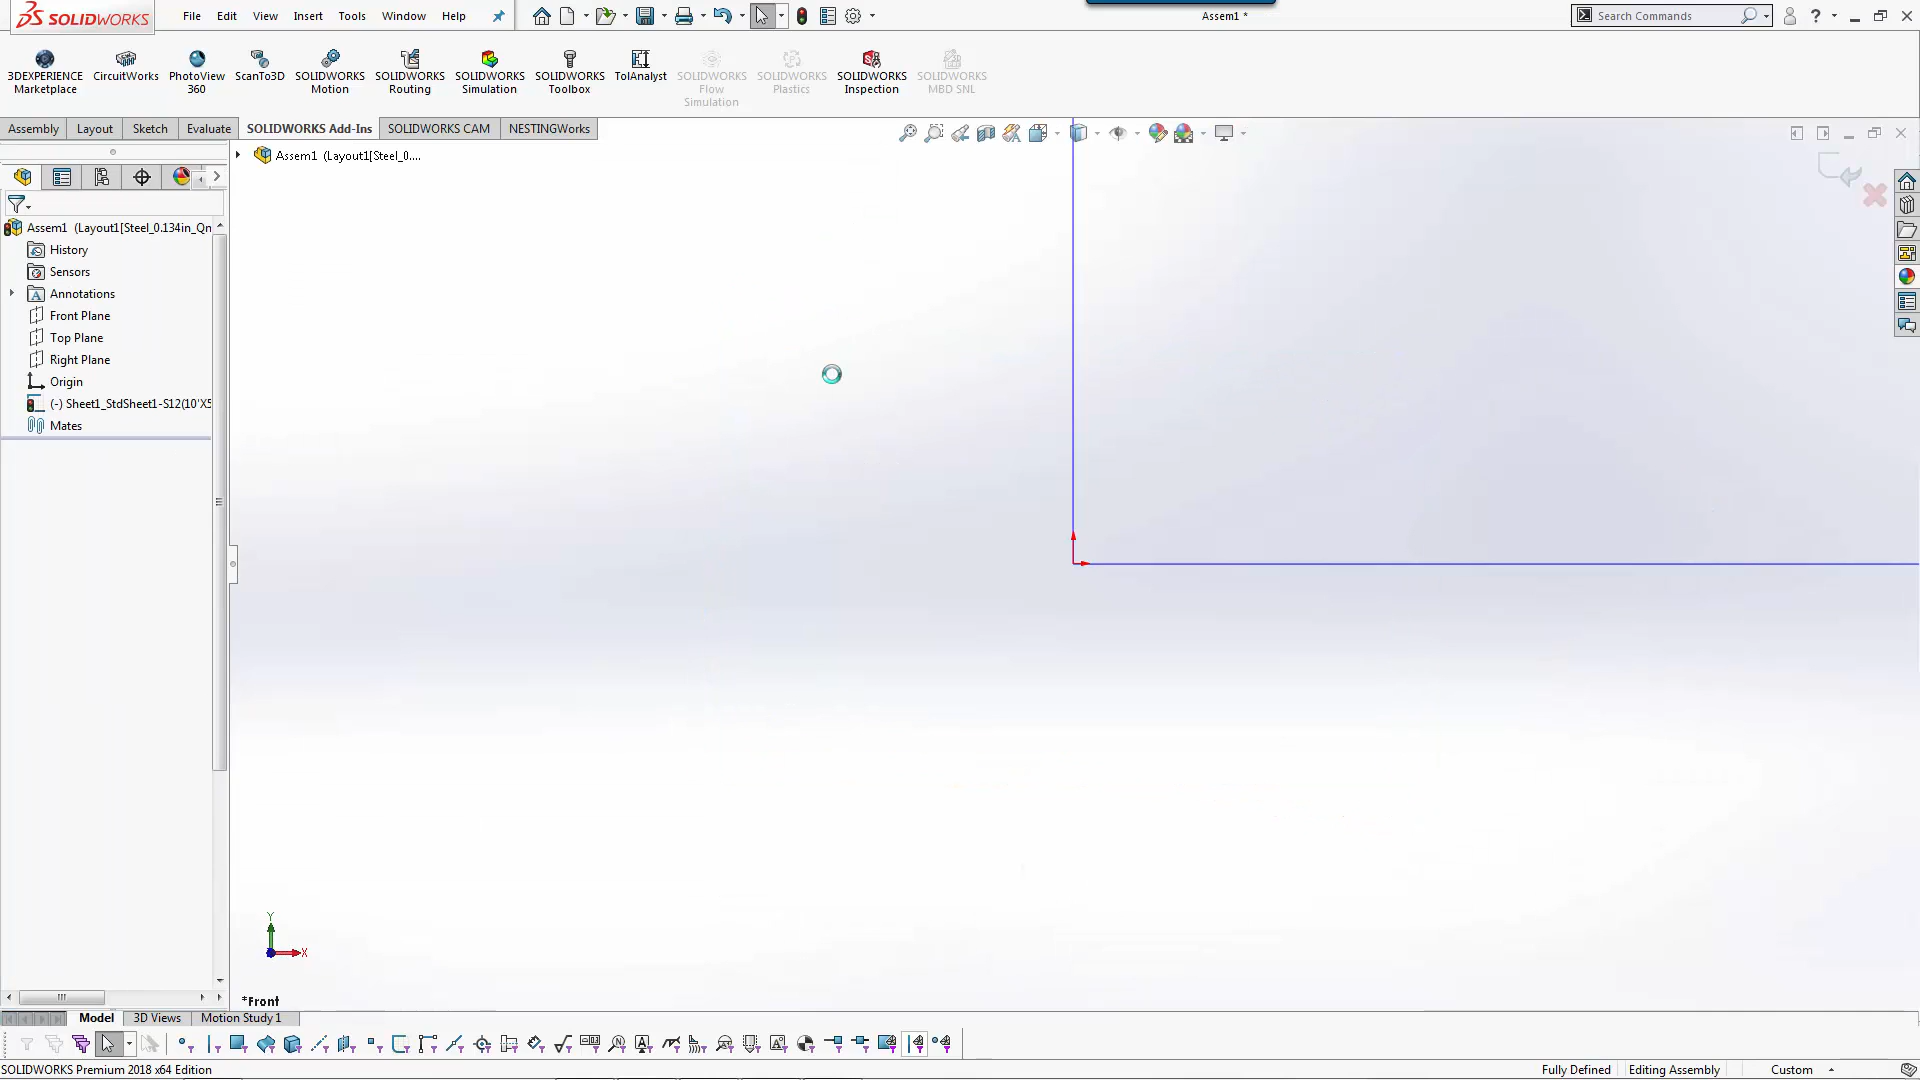 SOLIDWORKS
File Edit View Insert Tools Window Help
Assem1 *
Search Commands
?
3DEXPERIENCE Marketplace
CircuitWorks
PhotoView 360
ScanTo3D
SOLIDWORKS Motion
SOLIDWORKS Routing
SOLIDWORKS Simulation
SOLIDWORKS Toolbox
TolAnalyst
SOLIDWORKS Flow Simulation
SOLIDWORKS Plastics
SOLIDWORKS Inspection
SOLIDWORKS MBD SNL
Assembly Layout Sketch Evaluate SOLIDWORKS Add-Ins SOLIDWORKS CAM NESTINGWorks
Assem1 (Layout1[Steel_0....
Assem1 (Layout1[Steel_0.134in_Qn
History
Sensors
Annotations
Front Plane
Top Plane
Right Plane
Origin
(-) Sheet1_StdSheet1-S12(10'X5
Mates
Y
X
*Front
Model 3D Views Motion Study 1
SOLIDWORKS Premium 2018 x64 Edition
Fully Defined Editing Assembly Custom